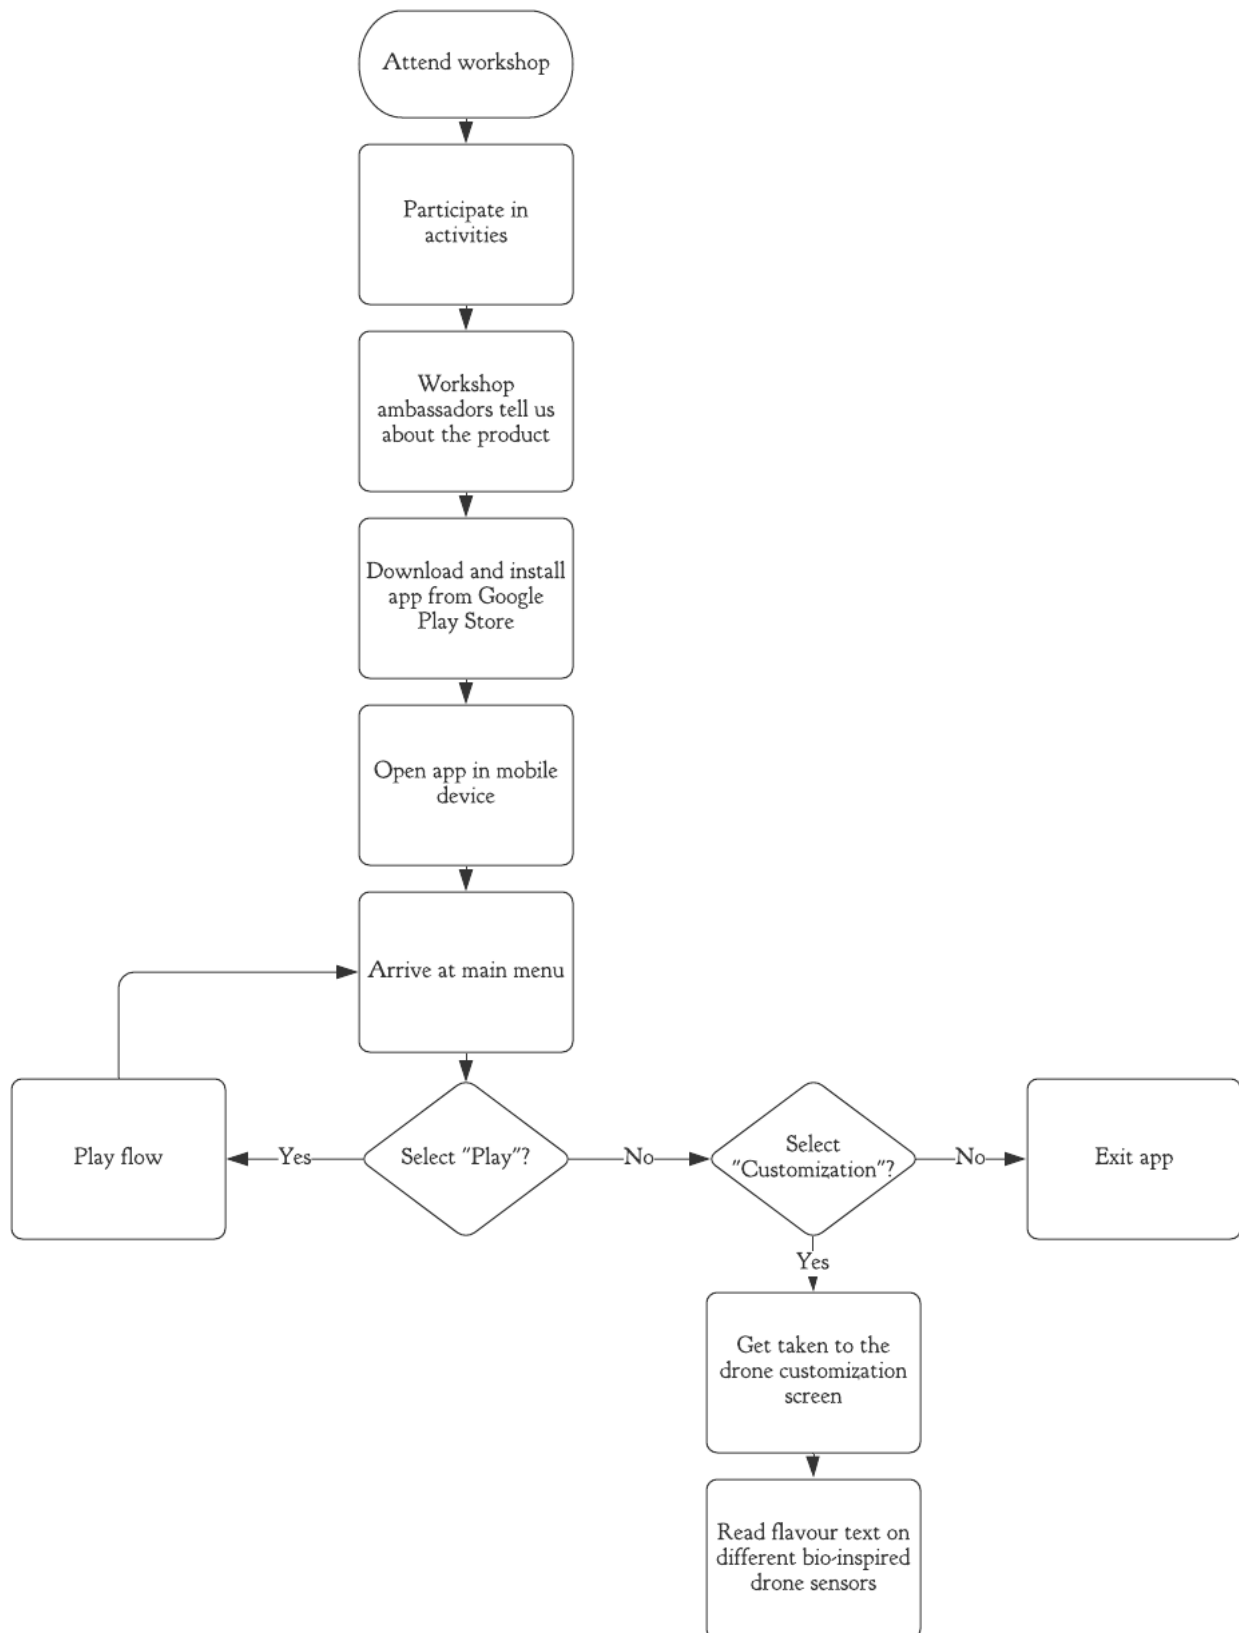 Attend workshop
Participate in
activities
Workshop
ambassadors tell us
about the product
Download and install
app from Google
Play Store
Open app in mobile
device
Arrive at main menu
Play flow
Yes
Select "Play"?
No
Select
"Customization"?
No
Exit app
Yes
Get taken to the
drone customization
screen
Read flavour text on
different bio-inspired
drone sensors